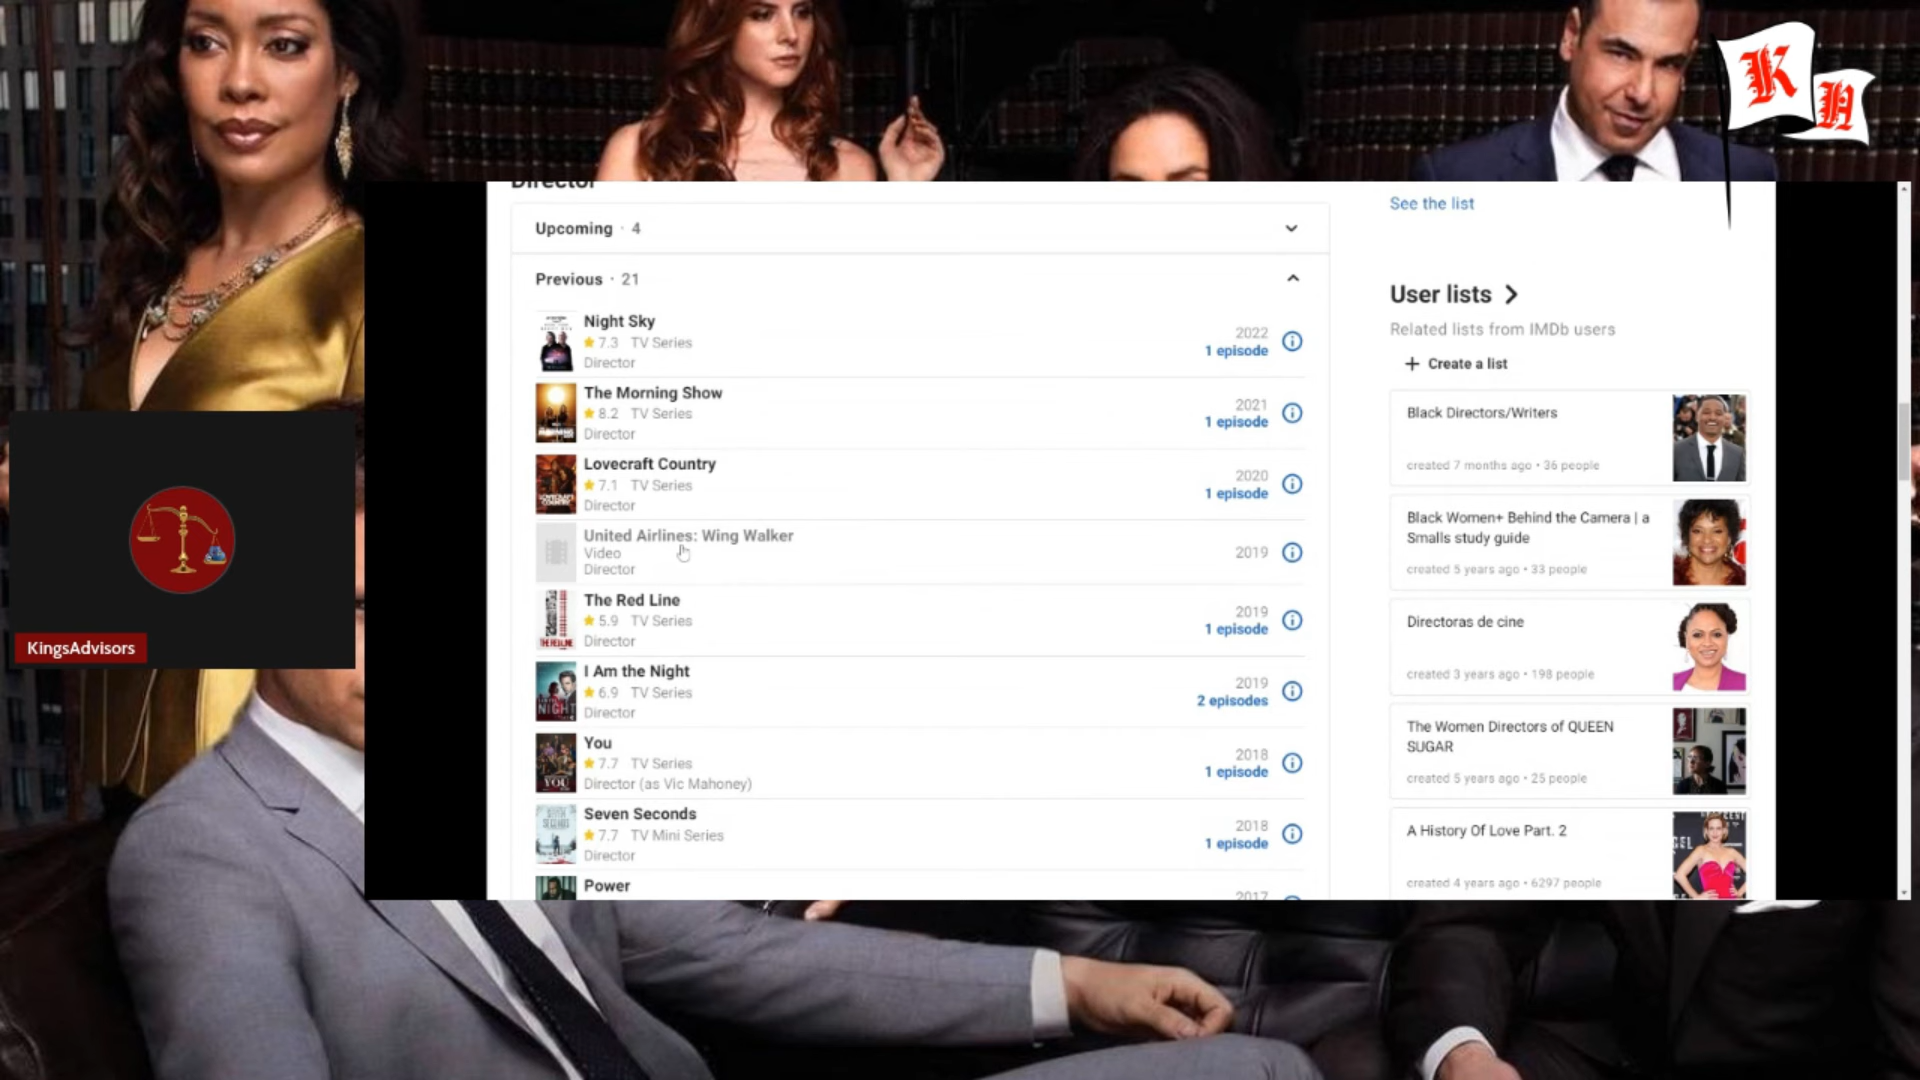 K
H
Director
Upcoming · 4
Previous · 21
Night Sky
7.3 TV Series
Director
2022
1 episode
The Morning Show
8.2 TV Series
Director
2021
1 episode
Lovecraft Country
7.1 TV Series
Director
2020
1 episode
United Airlines: Wing Walker
Video
Director
2019
The Red Line
5.9 TV Series
Director
2019
1 episode
I Am the Night
6.9 TV Series
Director
2019
2 episodes
You
7.7 TV Series
Director (as Vic Mahoney)
2018
1 episode
Seven Seconds
7.7 TV Mini Series
Director
2018
1 episode
Power
2017
See the list
User lists
Related lists from IMDb users
+ Create a list
Black Directors/Writers
created 7 months ago • 36 people
Black Women+ Behind the Camera | a
Smalls study guide
created 5 years ago • 33 people
Directoras de cine
created 3 years ago • 198 people
The Women Directors of QUEEN
SUGAR
created 5 years ago • 25 people
A History Of Love Part. 2
created 4 years ago • 6297 people
KingsAdvisors